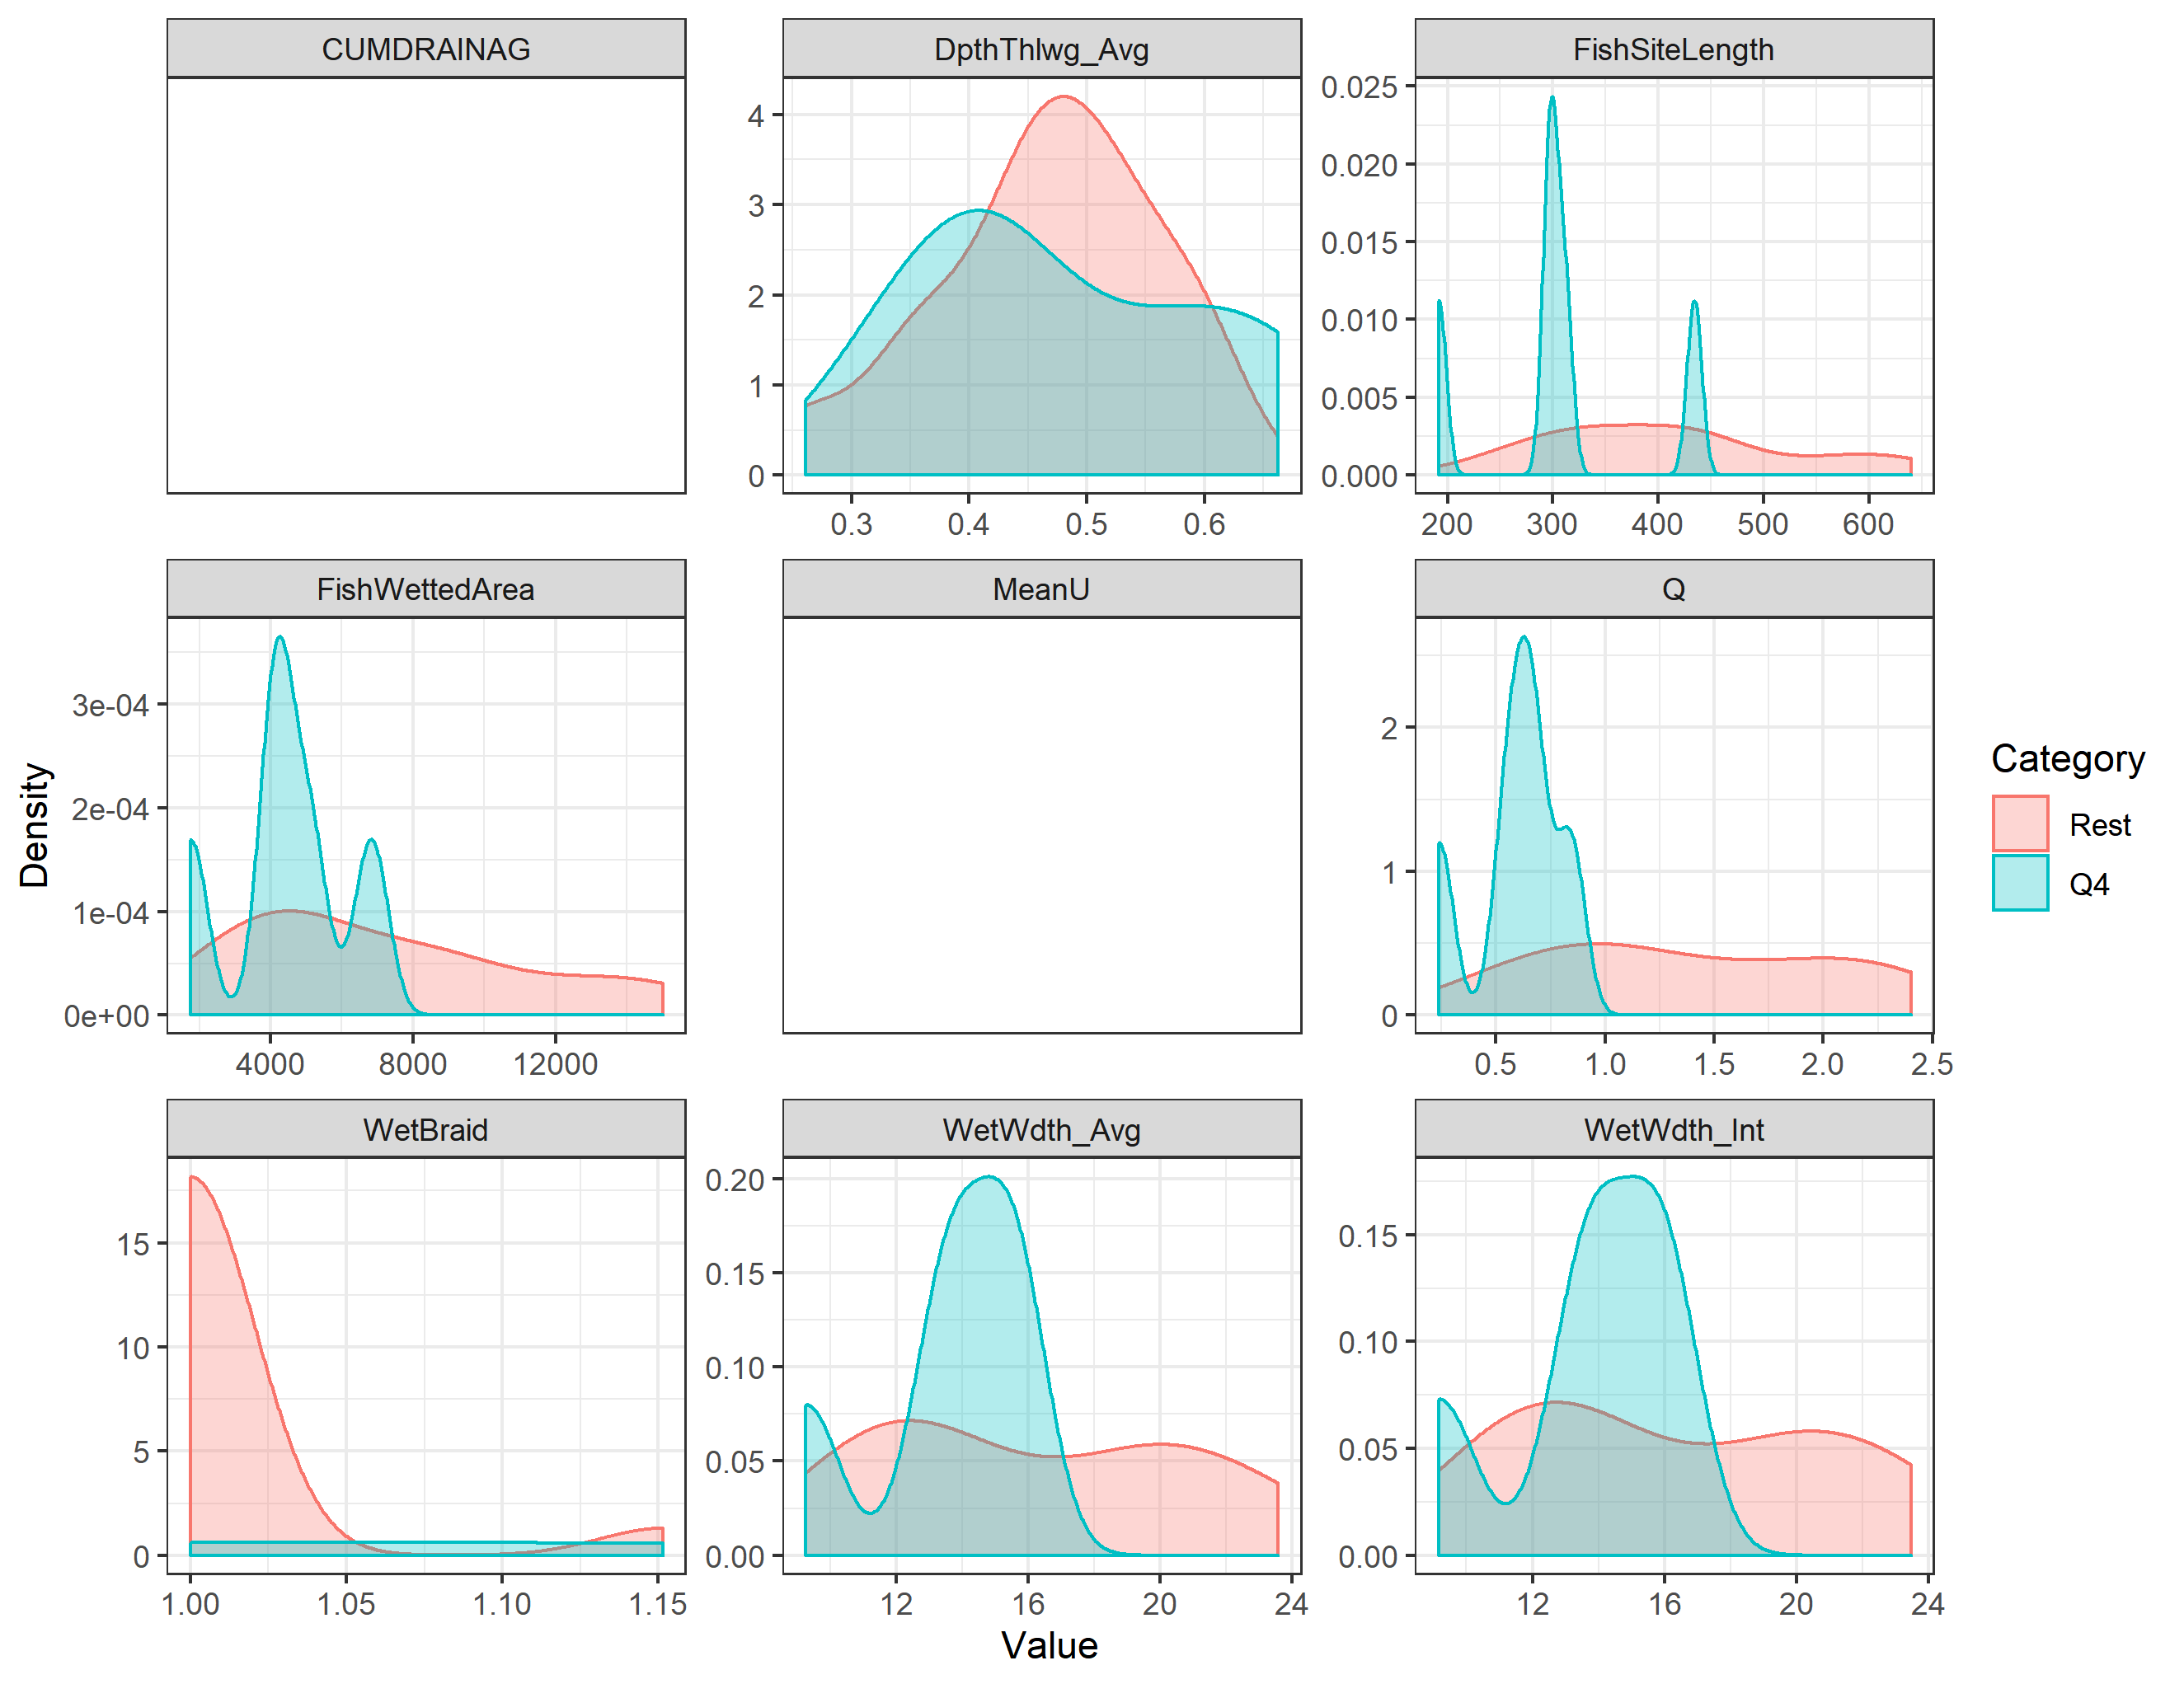 CUMDRAINAG
DpthThlwg_Avg
FishSiteLength
4
3
2
1
0
0.3 0.4 0.5 0.6
0.025
0.020
0.015
0.010
0.005
0.000
200 300 400 500 600
FishWettedArea
MeanU
Q
3e-04
2e-04
1e-04
0e+00
4000 8000 12000
2
1
0
0.5 1.0 1.5 2.0 2.5
WetBraid
WetWdth_Avg
WetWdth_Int
15
10
5
0
1.00 1.05 1.10 1.15
0.20
0.15
0.10
0.05
0.00
12 16 20 24
0.15
0.10
0.05
0.00
12 16 20 24
Density
Value
Category
Rest
Q4